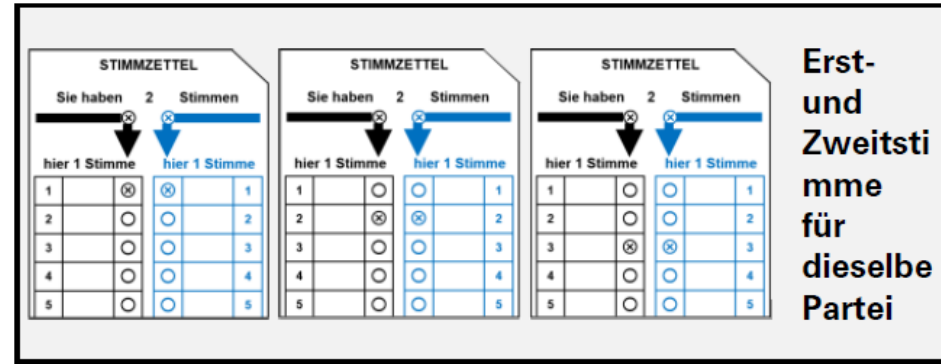 STIMMZETTEL
Sie haben 2 Stimmen
hier 1 Stimme hier 1 Stimme
1 1
2 2
3 3
4 4
5 5
STIMMZETTEL
Sie haben 2 Stimmen
hier 1 Stimme hier 1 Stimme
1 1
2 2
3 3
4 4
5 5
STIMMZETTEL
Sie haben 2 Stimmen
hier 1 Stimme hier 1 Stimme
1 1
2 2
3 3
4 4
5 5
Erst-
und
Zweitsti
mme
für
dieselbe
Partei